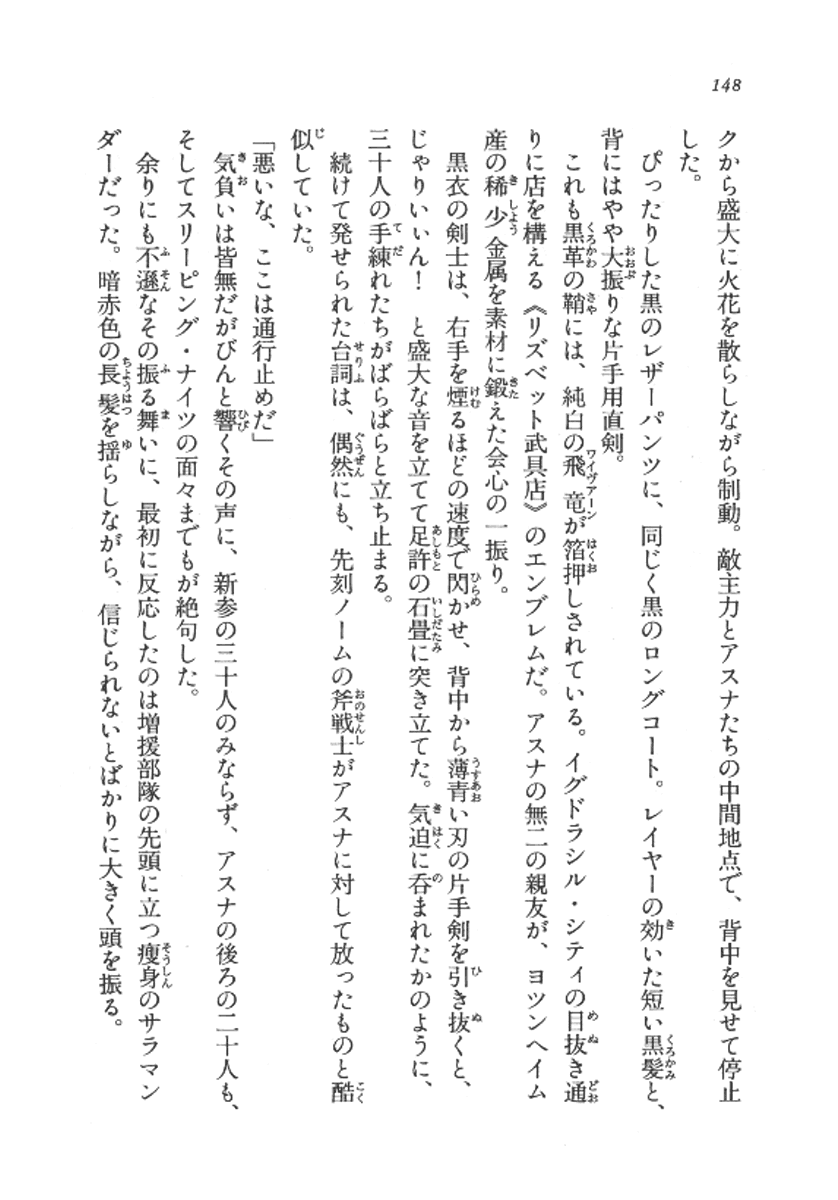 148
クから盛大に火花を散らしながら制動。敵主力とアスナたちの中間地点で、背中を見せて停止
した。
ぴったりした黒のレザーパンツに、同じく黒のロングコート。レイヤーの効いた短い黒髪と、
背にはやや大振りな片手用直剣。
これも黒革の鞘には、純白の飛竜が箔押しされている。イグドラシル・シティの目抜き通
りに店を構える《リズベット武具店》のエンブレムだ。アスナの無二の親友が、ヨツンヘイム
産の稀少金属を素材に鍛えた会心の一振り。
黒衣の剣士は、右手を煙るほどの速度で閃かせ、背中から薄青い刃の片手剣を引き抜くと、
じゃりいいん！　と盛大な音を立てて足許の石畳に突き立てた。気迫に呑まれたかのように、
三十人の手練れたちがばらばらと立ち止まる。
続けて発せられた台詞は、偶然にも、先刻ノームの斧戦士がアスナに対して放ったものと酷
似していた。
「悪いな、ここは通行止めだ」
気負いは皆無だがびんと響くその声に、新参の三十人のみならず、アスナの後ろの二十人も、
そしてスリーピング・ナイツの面々までもが絶句した。
余りにも不遜なその振る舞いに、最初に反応したのは増援部隊の先頭に立つ痩身のサラマン
ダーだった。暗赤色の長髪を揺らしながら、信じられないとばかりに大きく頭を振る。